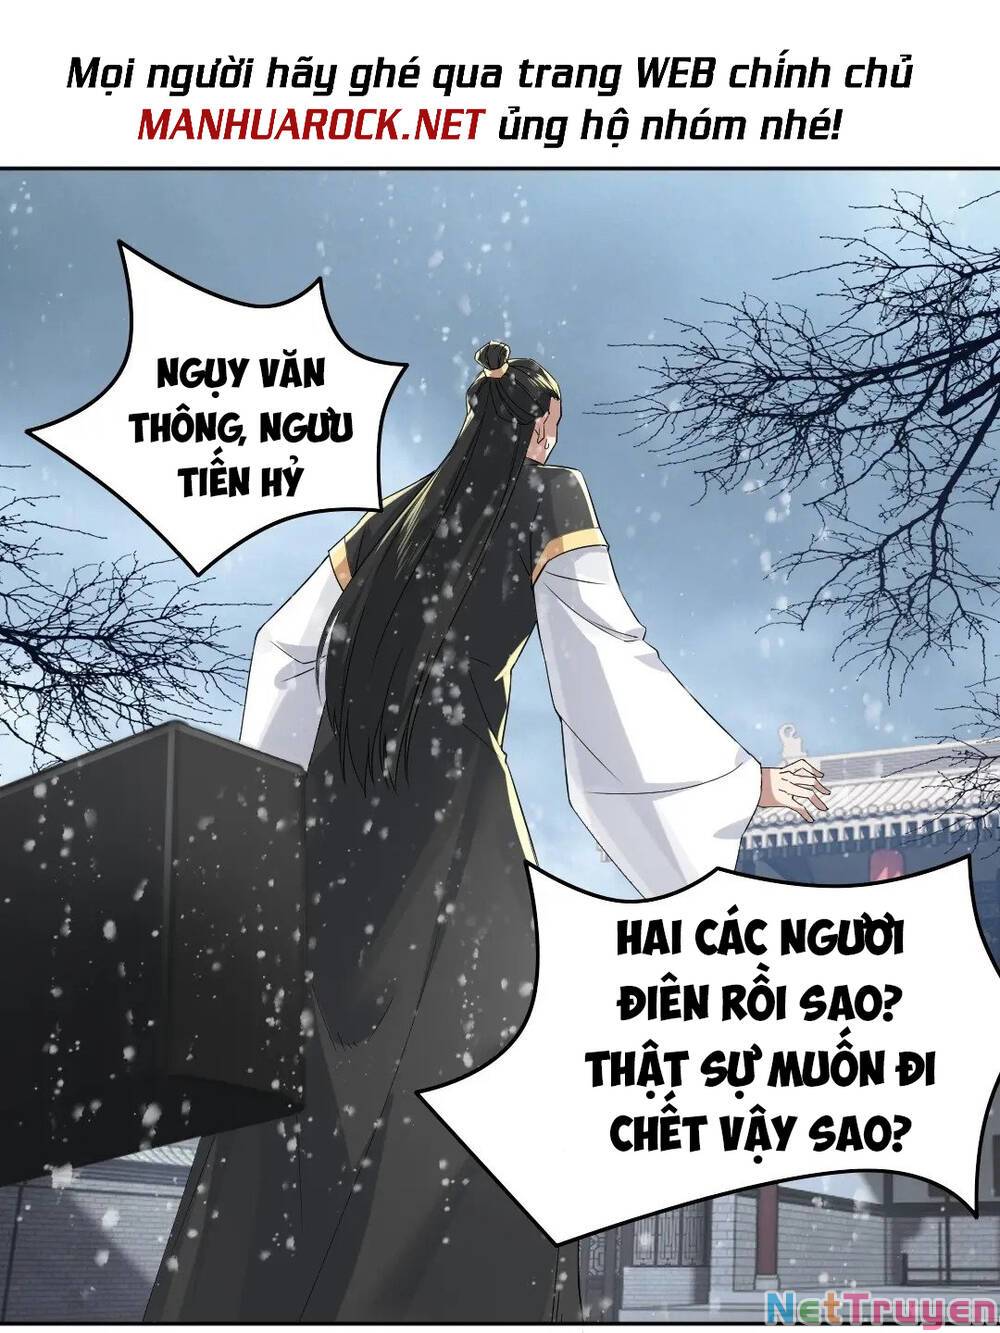 Mọi người hãy ghé qua trang WEB chính chủ
MANHUAROCK.NET ủng hộ nhóm nhé!
NGỤY VĂN
THÔNG, NGƯU
TIẾN HỶ
HAI CÁC NGƯƠI
ĐIÊN RỒI SAO?
THẬT SỰ MUỐN ĐI
CHẾT VẬY SAO?
NetTruyen